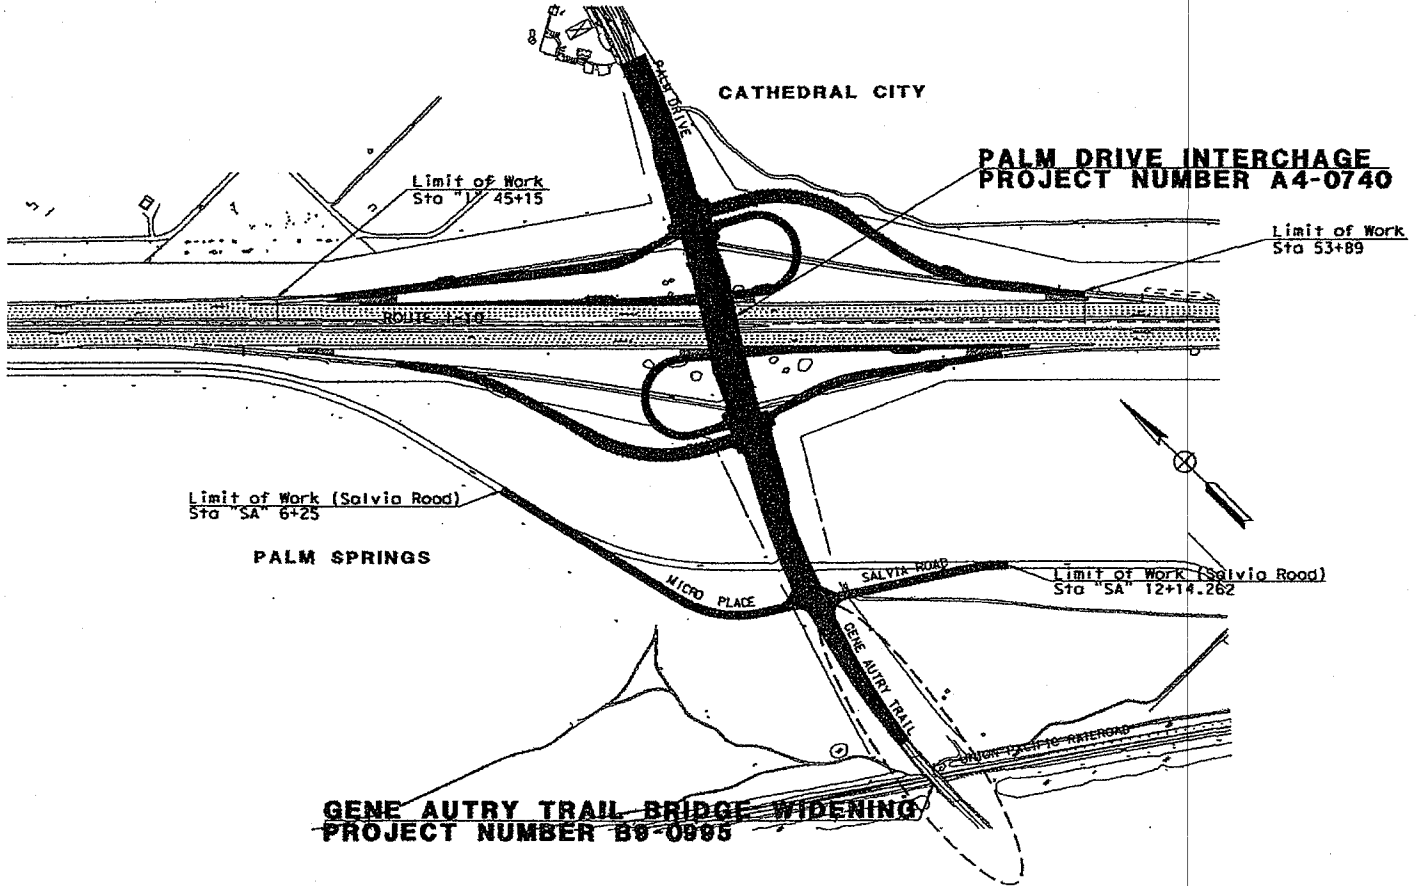 PALM DRIVE
CATHEDRAL CITY
PALM DRIVE INTERCHAGE
PROJECT NUMBER A4-0740
Limit of Work
Sta "L" 45+15
Limit of Work
Sta 53+89
ROUTE I-10
Limit of Work (Salvia Road)
Sta "SA" 6+25
PALM SPRINGS
MICRO PLACE
SALVIA ROAD
Limit of Work (Salvia Road)
Sta "SA" 12+14.262
GENE AUTRY TRAIL
UNION PACIFIC RAILROAD
GENE AUTRY TRAIL BRIDGE WIDENING
PROJECT NUMBER B9-0995